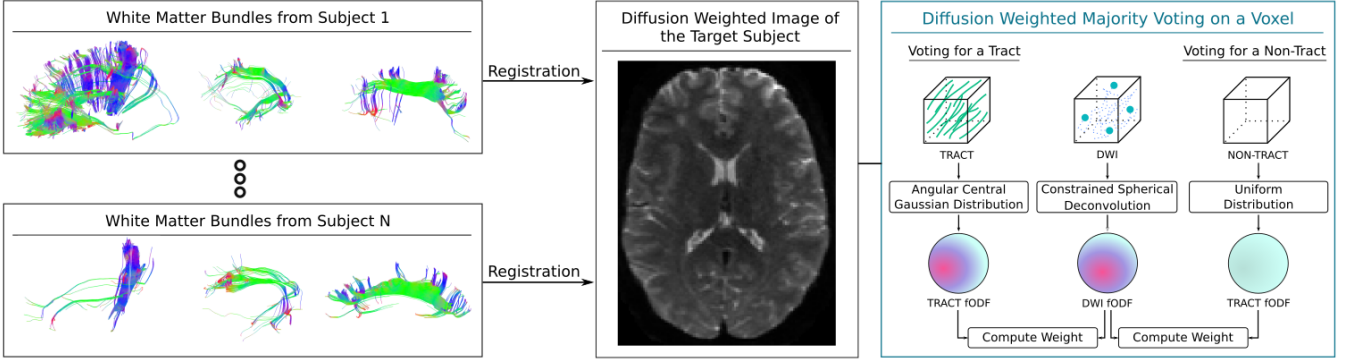 White Matter Bundles from Subject 1
Registration
White Matter Bundles from Subject N
Registration
Diffusion Weighted Image of
the Target Subject
Diffusion Weighted Majority Voting on a Voxel
Voting for a Tract
Voting for a Non-Tract
TRACT
DWI
NON-TRACT
Angular Central
Gaussian Distribution
Constrained Spherical
Deconvolution
Uniform
Distribution
TRACT fODF
DWI fODF
TRACT fODF
Compute Weight
Compute Weight